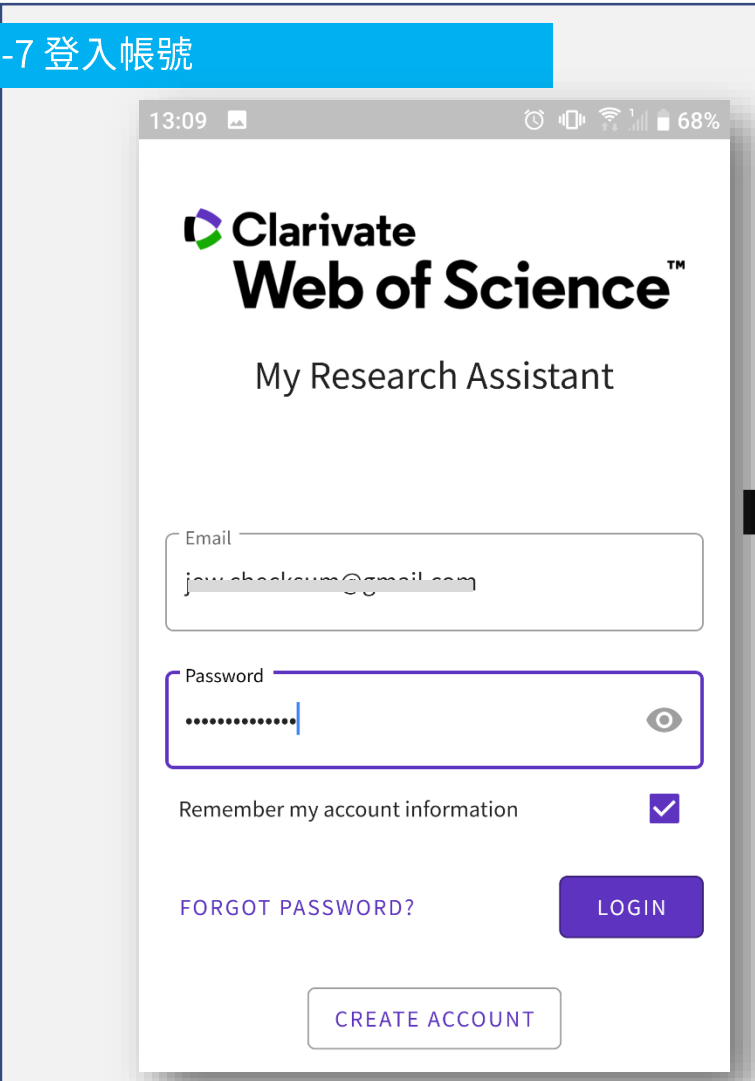 -7 登入帳號
13:09 68%
Clarivate
Web of Science™
My Research Assistant
Email
Password
••••••••••••••
Remember my account information
FORGOT PASSWORD?
LOGIN
CREATE ACCOUNT